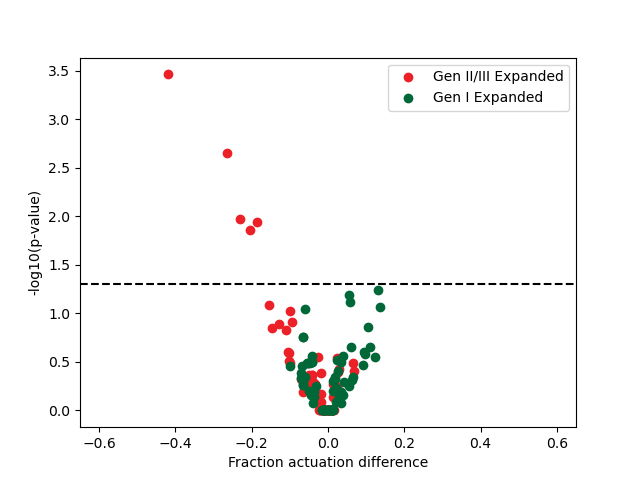 Gen II/III Expanded
Gen I Expanded
3.5
3.0
2.5
2.0
1.5
1.0
0.5
0.0
-log10(p-value)
−0.6 −0.4 −0.2 0.0 0.2 0.4 0.6
Fraction actuation difference